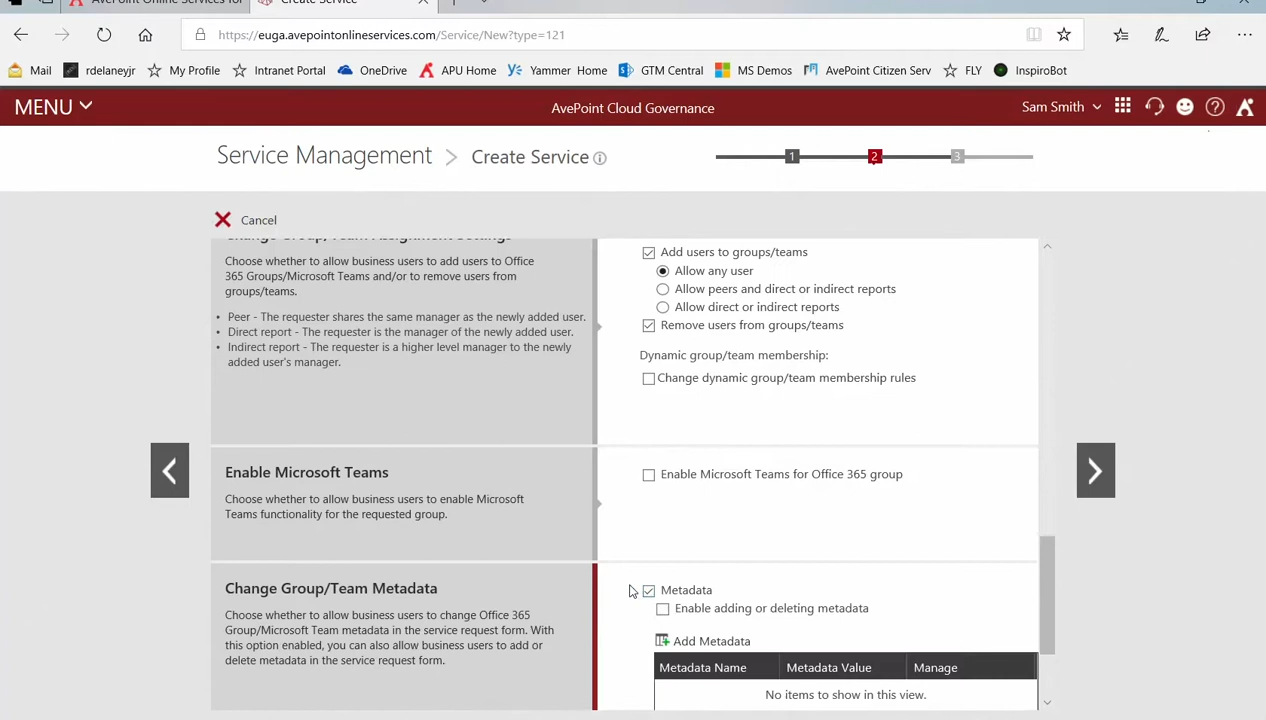 AvePoint Online Services for
Create Service
https://euga.avepointonlineservices.com/Service/New?type=121
Mail
rdelaneyjr
My Profile
Intranet Portal
OneDrive
APU Home
Yammer Home
GTM Central
MS Demos
AvePoint Citizen Serv
FLY
InspiroBot
MENU
AvePoint Cloud Governance
Sam Smith
Service Management > Create Service
1
2
3
Cancel
Change Group/Team Assignment Settings
Choose whether to allow business users to add users to Office
365 Groups/Microsoft Teams and/or to remove users from
groups/teams.
• Peer - The requester shares the same manager as the newly added user.
• Direct report - The requester is the manager of the newly added user.
• Indirect report - The requester is a higher level manager to the newly
added user's manager.
Add users to groups/teams
Allow any user
Allow peers and direct or indirect reports
Allow direct or indirect reports
Remove users from groups/teams
Dynamic group/team membership:
Change dynamic group/team membership rules
Enable Microsoft Teams
Choose whether to allow business users to enable Microsoft
Teams functionality for the requested group.
Enable Microsoft Teams for Office 365 group
Change Group/Team Metadata
Choose whether to allow business users to change Office 365
Group/Microsoft Team metadata in the service request form. With
this option enabled, you can also allow business users to add or
delete metadata in the service request form.
Metadata
Enable adding or deleting metadata
Add Metadata
Metadata Name
Metadata Value
Manage
No items to show in this view.